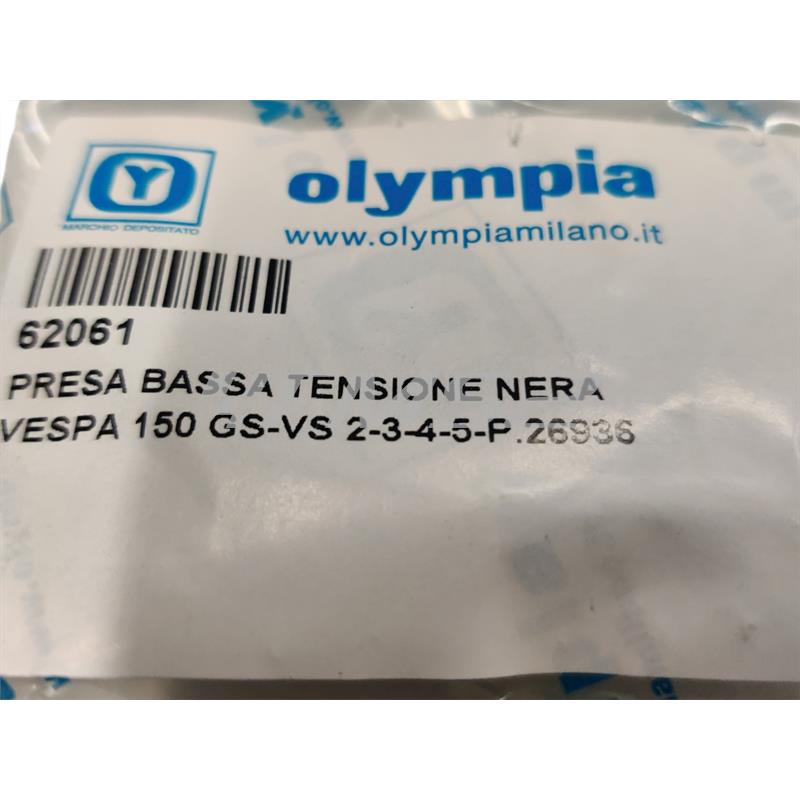 OY
MARCHIO DEPOSITATO
olympia
www.olympiamilano.it
62061
PRESA BASSA TENSIONE NERA
VESPA 150 GS-VS 2-3-4-5-P.26936